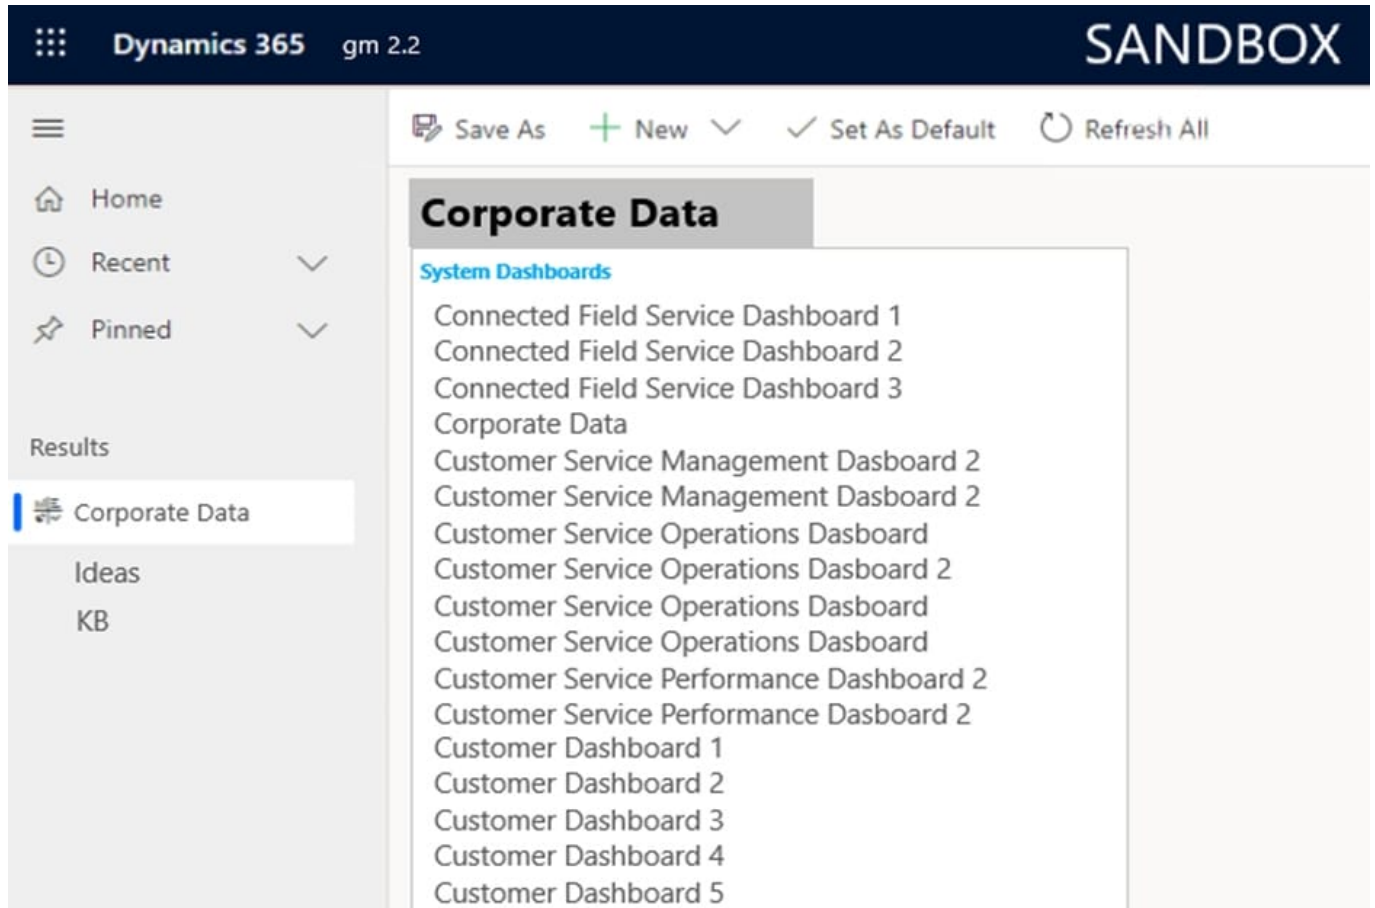 Dynamics 365 gm 2.2 SANDBOX
Save As New Set As Default Refresh All
Home
Recent
Pinned
Results
Corporate Data
Ideas
KB
Corporate Data
System Dashboards
Connected Field Service Dashboard 1
Connected Field Service Dashboard 2
Connected Field Service Dashboard 3
Corporate Data
Customer Service Management Dasboard 2
Customer Service Management Dasboard 2
Customer Service Operations Dasboard
Customer Service Operations Dasboard 2
Customer Service Operations Dasboard
Customer Service Operations Dasboard
Customer Service Performance Dashboard 2
Customer Service Performance Dasboard 2
Customer Dashboard 1
Customer Dashboard 2
Customer Dashboard 3
Customer Dashboard 4
Customer Dashboard 5